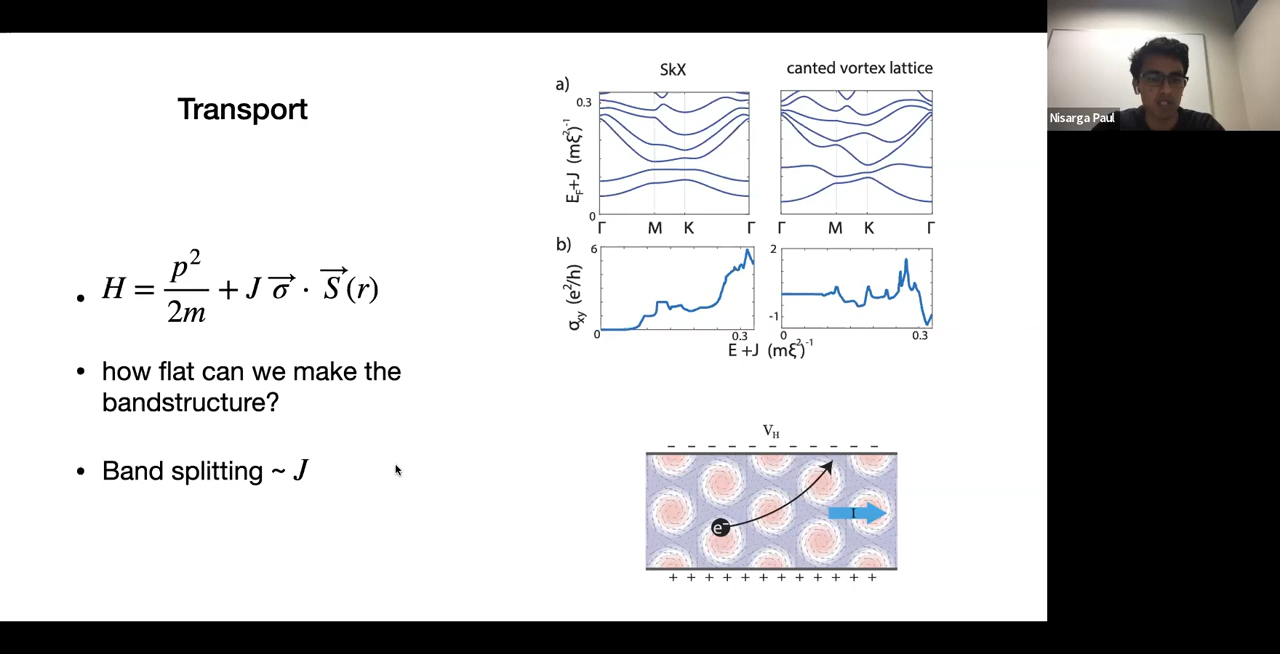 Transport
• H = p²/2m + J σ⃗ · S⃗(r)
• how flat can we make the
bandstructure?
• Band splitting ~ J
SkX
canted vortex lattice
a)
0.3
E_F+J (mξ²)⁻¹
0
Γ M K Γ
Γ M K Γ
b)
6
σ_xy (e²/h)
0
0.3
2
-1
0
0.3
E +J (mξ²)⁻¹
V_H
− − − − − − − − −
e⁻
I
+ + + + + + + + + + + +
Nisarga Paul